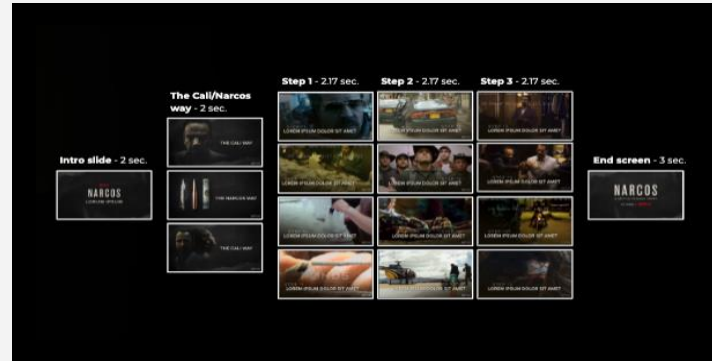 Intro slide - 2 sec.
NARCOS
The Cali/Narcos
way - 2 sec.
THE CALI WAY
THE NARCOS WAY
THE CALI WAY
Step 1 - 2.17 sec.
LOREM IPSUM DOLOR SIT AMET
LOREM IPSUM DOLOR SIT AMET
LOREM IPSUM DOLOR SIT AMET
LOREM IPSUM DOLOR SIT AMET
Step 2 - 2.17 sec.
LOREM IPSUM DOLOR SIT AMET
LOREM IPSUM DOLOR SIT AMET
LOREM IPSUM DOLOR SIT AMET
LOREM IPSUM DOLOR SIT AMET
Step 3 - 2.17 sec.
LOREM IPSUM DOLOR SIT AMET
LOREM IPSUM DOLOR SIT AMET
LOREM IPSUM DOLOR SIT AMET
LOREM IPSUM DOLOR SIT AMET
End screen - 3 sec.
NARCOS